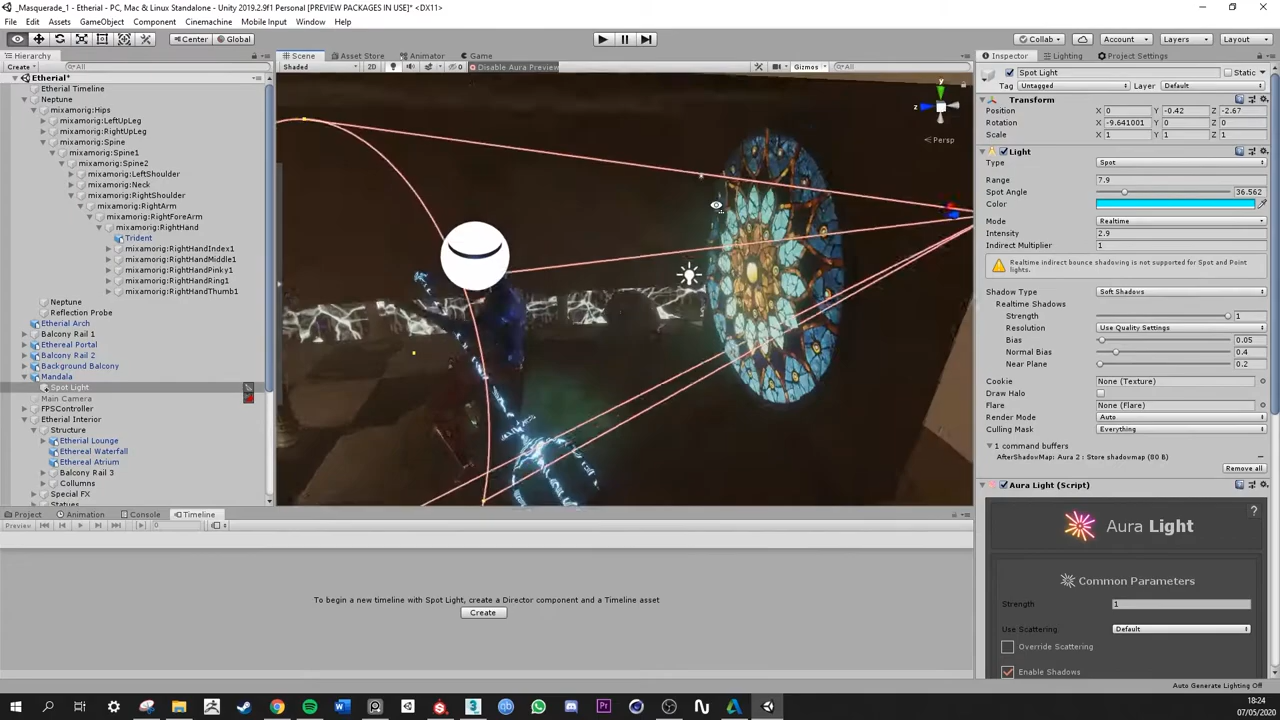 _Masquerade_1 - Etherial - PC, Mac & Linux Standalone - Unity 2019.2.9f1 Personal [PREVIEW PACKAGES IN USE]* <DX11>
File Edit Assets GameObject Component Cinemachine Mobile Input Window Help
Center Global Collab Account Layers Layout
Hierarchy
Create All
Etherial*
Etherial Timeline
Neptune
mixamorig:Hips
mixamorig:LeftUpLeg
mixamorig:RightUpLeg
mixamorig:Spine
mixamorig:Spine1
mixamorig:Spine2
mixamorig:LeftShoulder
mixamorig:Neck
mixamorig:RightShoulder
mixamorig:RightArm
mixamorig:RightForeArm
mixamorig:RightHand
Trident
mixamorig:RightHandIndex1
mixamorig:RightHandMiddle1
mixamorig:RightHandPinky1
mixamorig:RightHandRing1
mixamorig:RightHandThumb1
Neptune
Reflection Probe
Etherial Arch
Balcony Rail 1
Ethereal Portal
Balcony Rail 2
Background Balcony
Mandala
Spot Light
Main Camera
FPSController
Etherial Interior
Structure
Etherial Lounge
Ethereal Waterfall
Ethereal Atrium
Balcony Rail 3
Collumns
Special FX
Statues
Scene Asset Store Animator Game
Shaded 2D 0 Disable Aura Preview Gizmos All
y
z
Persp
Project Animation Console Timeline
Preview 0
To begin a new timeline with Spot Light, create a Director component and a Timeline asset
Create
Inspector Lighting Project Settings
Spot Light Static
Tag Untagged Layer Default
Transform
Position X 0 Y -0.42 Z -2.67
Rotation X -9.641001 Y 0 Z 0
Scale X 1 Y 1 Z 1
Light
Type Spot
Range 7.9
Spot Angle 36.562
Color
Mode Realtime
Intensity 2.9
Indirect Multiplier 1
Realtime indirect bounce shadowing is not supported for Spot and Point
lights.
Shadow Type Soft Shadows
Realtime Shadows
Strength 1
Resolution Use Quality Settings
Bias 0.05
Normal Bias 0.4
Near Plane 0.2
Cookie None (Texture)
Draw Halo
Flare None (Flare)
Render Mode Auto
Culling Mask Everything
1 command buffers
AfterShadowMap: Aura 2 : Store shadowmap (80 B)
Remove all
Aura Light (Script)
Aura Light ?
Common Parameters
Strength 1
Use Scattering Default
Override Scattering
Enable Shadows
Auto Generate Lighting Off
18:24
07/05/2020